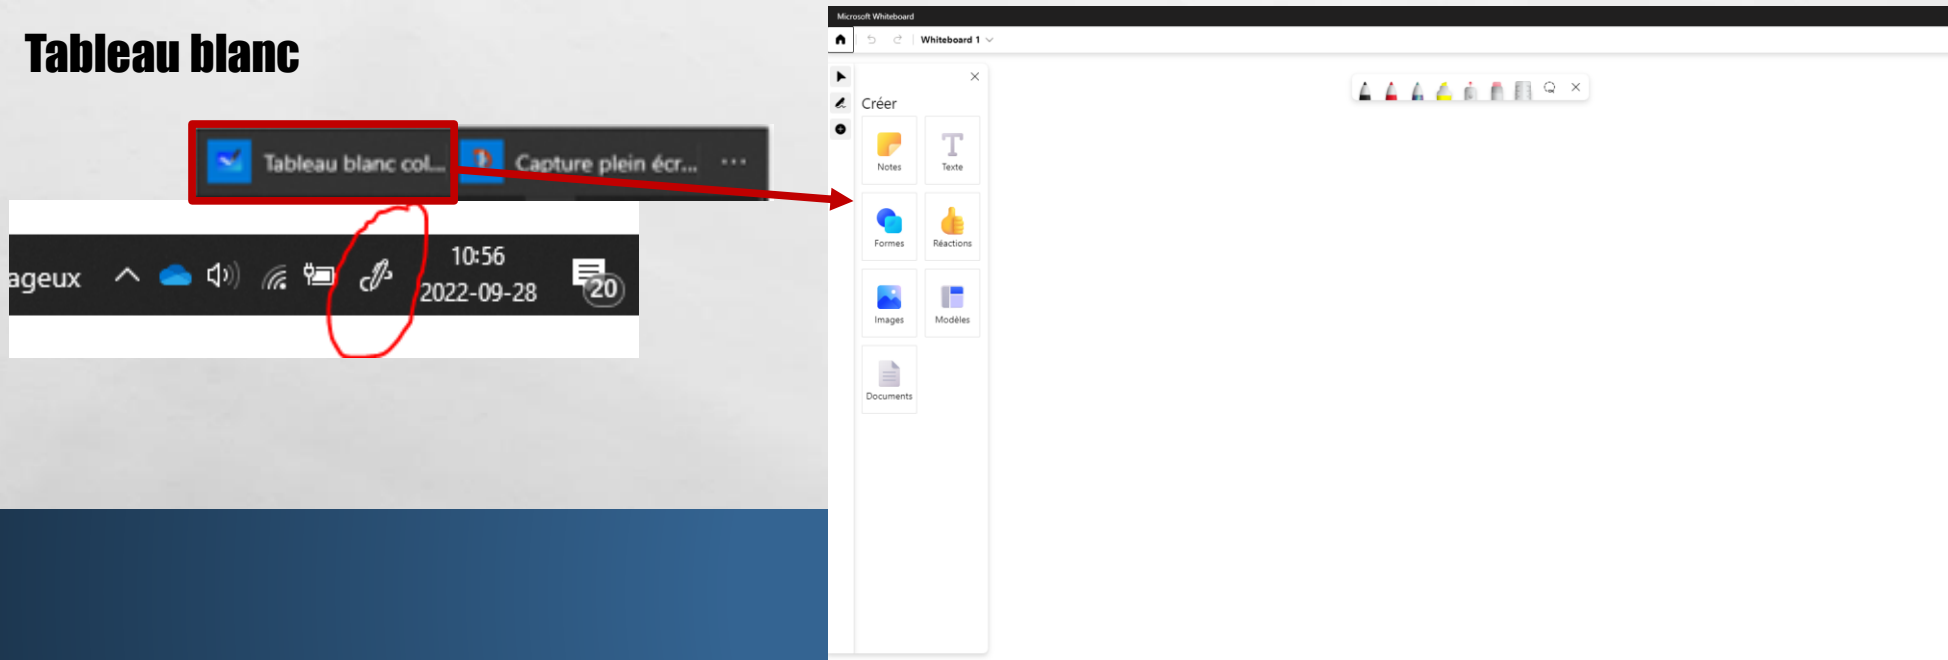 Tableau blanc
Tableau blanc col... Capture plein écr... ...
ageux
10:56
2022-09-28
20
Microsoft Whiteboard
Whiteboard 1
Créer
Notes Texte
Formes Réactions
Images Modèles
Documents